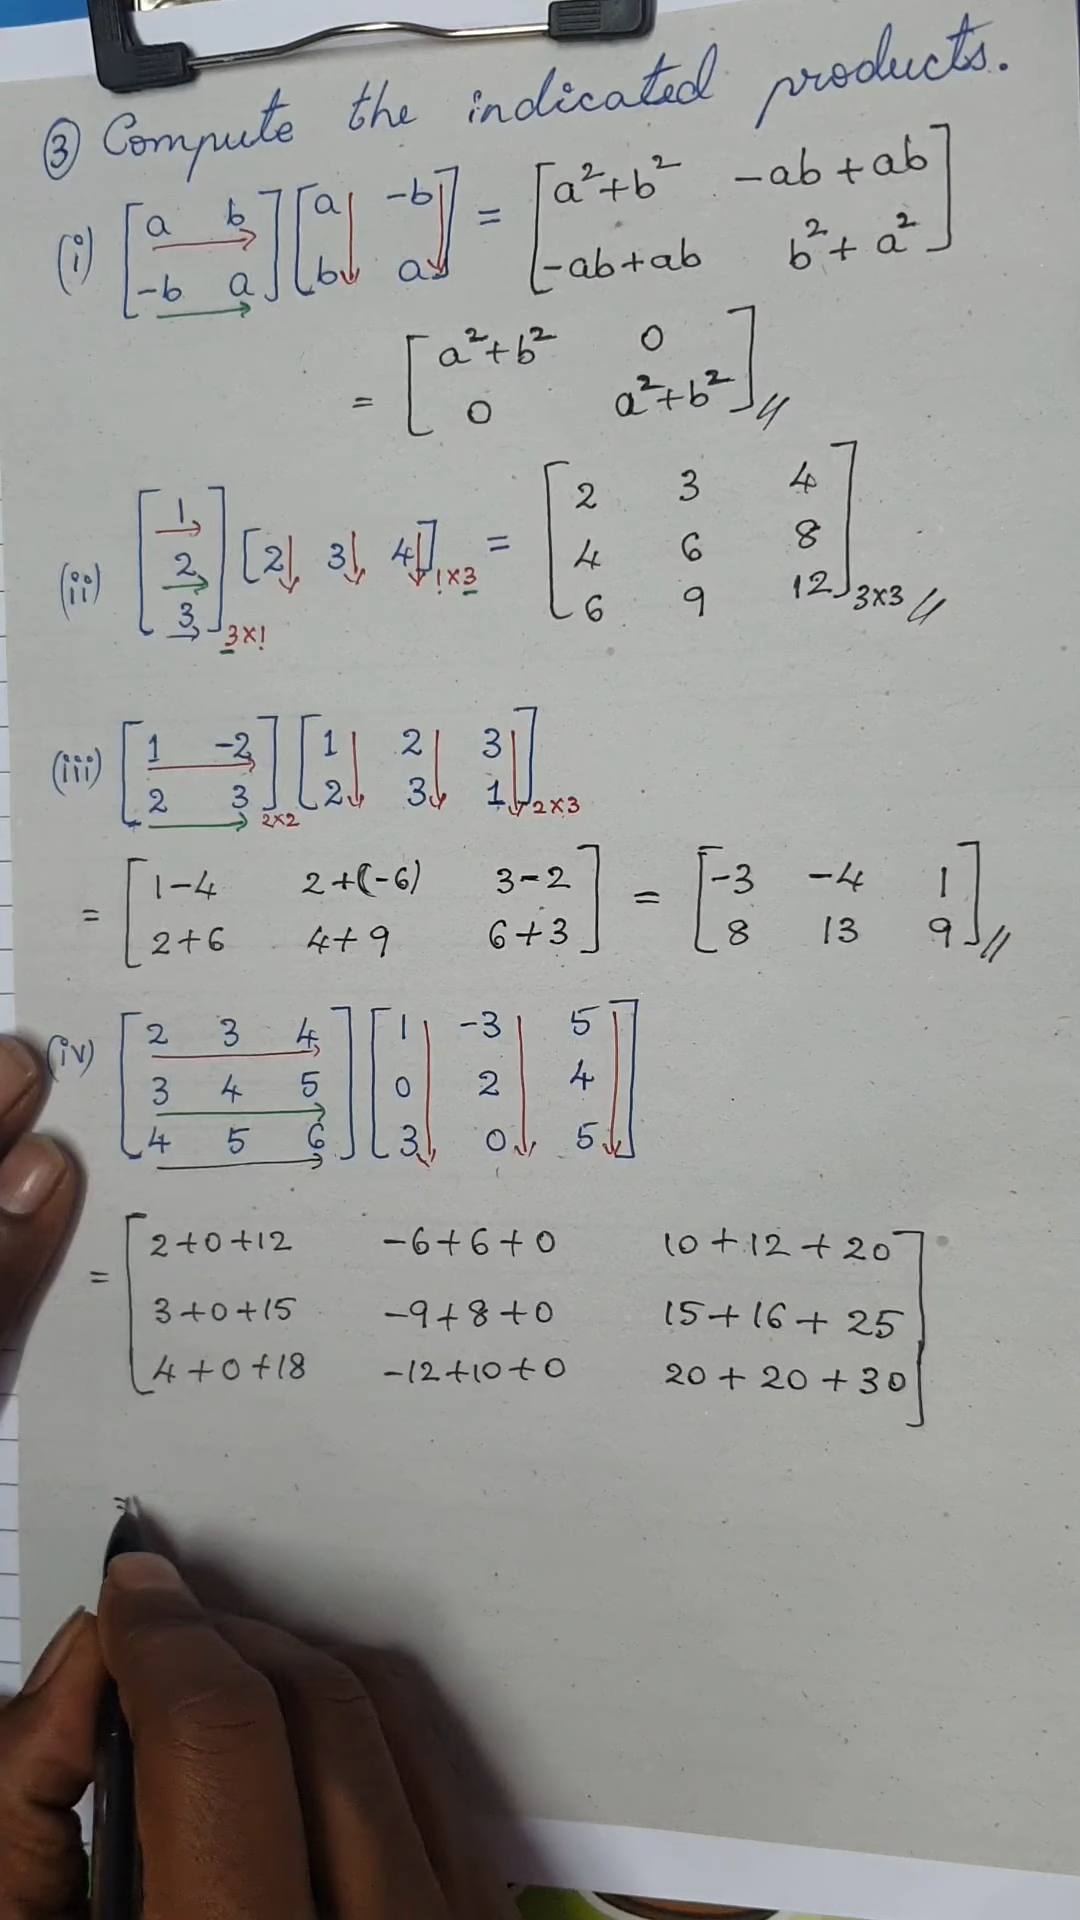 ③ Compute the indicated products.
(i) [a b; -b a] [a -b; b a] = [a²+b² -ab+ab; -ab+ab b²+a²]
= [a²+b² 0; 0 a²+b²]//
(ii) [1; 2; 3]3×1 [2 3 4]1×3 = [2 3 4; 4 6 8; 6 9 12]3×3 //
(iii) [1 -2; 2 3]2×2 [1 2 3; 2 3 1]2×3
= [1-4 2+(-6) 3-2; 2+6 4+9 6+3] = [-3 -4 1; 8 13 9]//
(iv) [2 3 4; 3 4 5; 4 5 6] [1 -3 5; 0 2 4; 3 0 5]
= [2+0+12 -6+6+0 10+12+20; 3+0+15 -9+8+0 15+16+25; 4+0+18 -12+10+0 20+20+30]
=